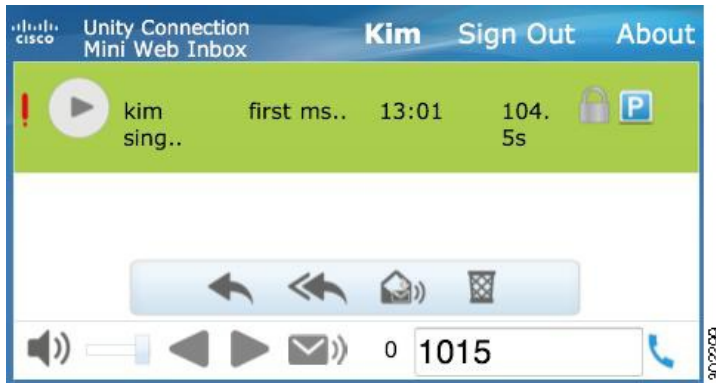 cisco
Unity Connection
Mini Web Inbox
Kim Sign Out About
! kim first ms.. 13:01 104.
sing.. 5s
P
0 1015
302299